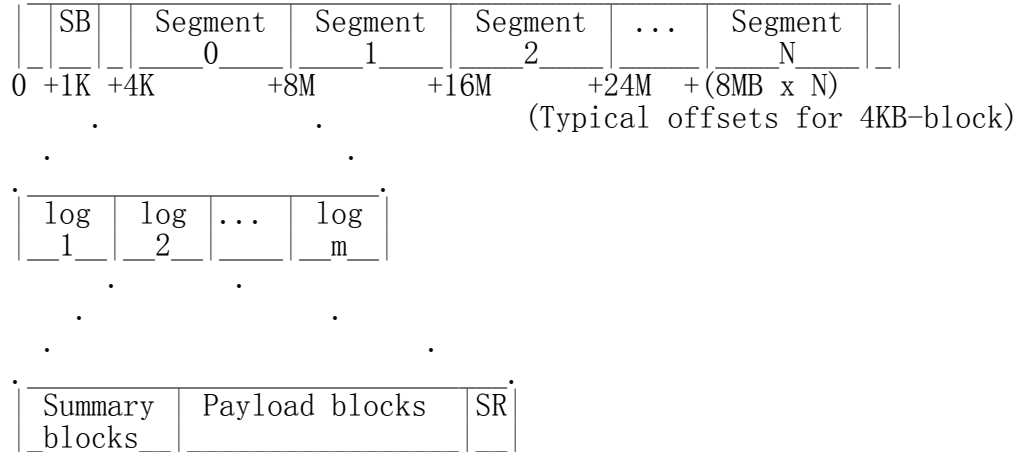 SB Segment Segment Segment ... Segment
0 1 2 N
0 +1K +4K +8M +16M +24M +(8MB x N)
(Typical offsets for 4KB-block)
log log ... log
1 2 m
Summary Payload blocks SR
blocks